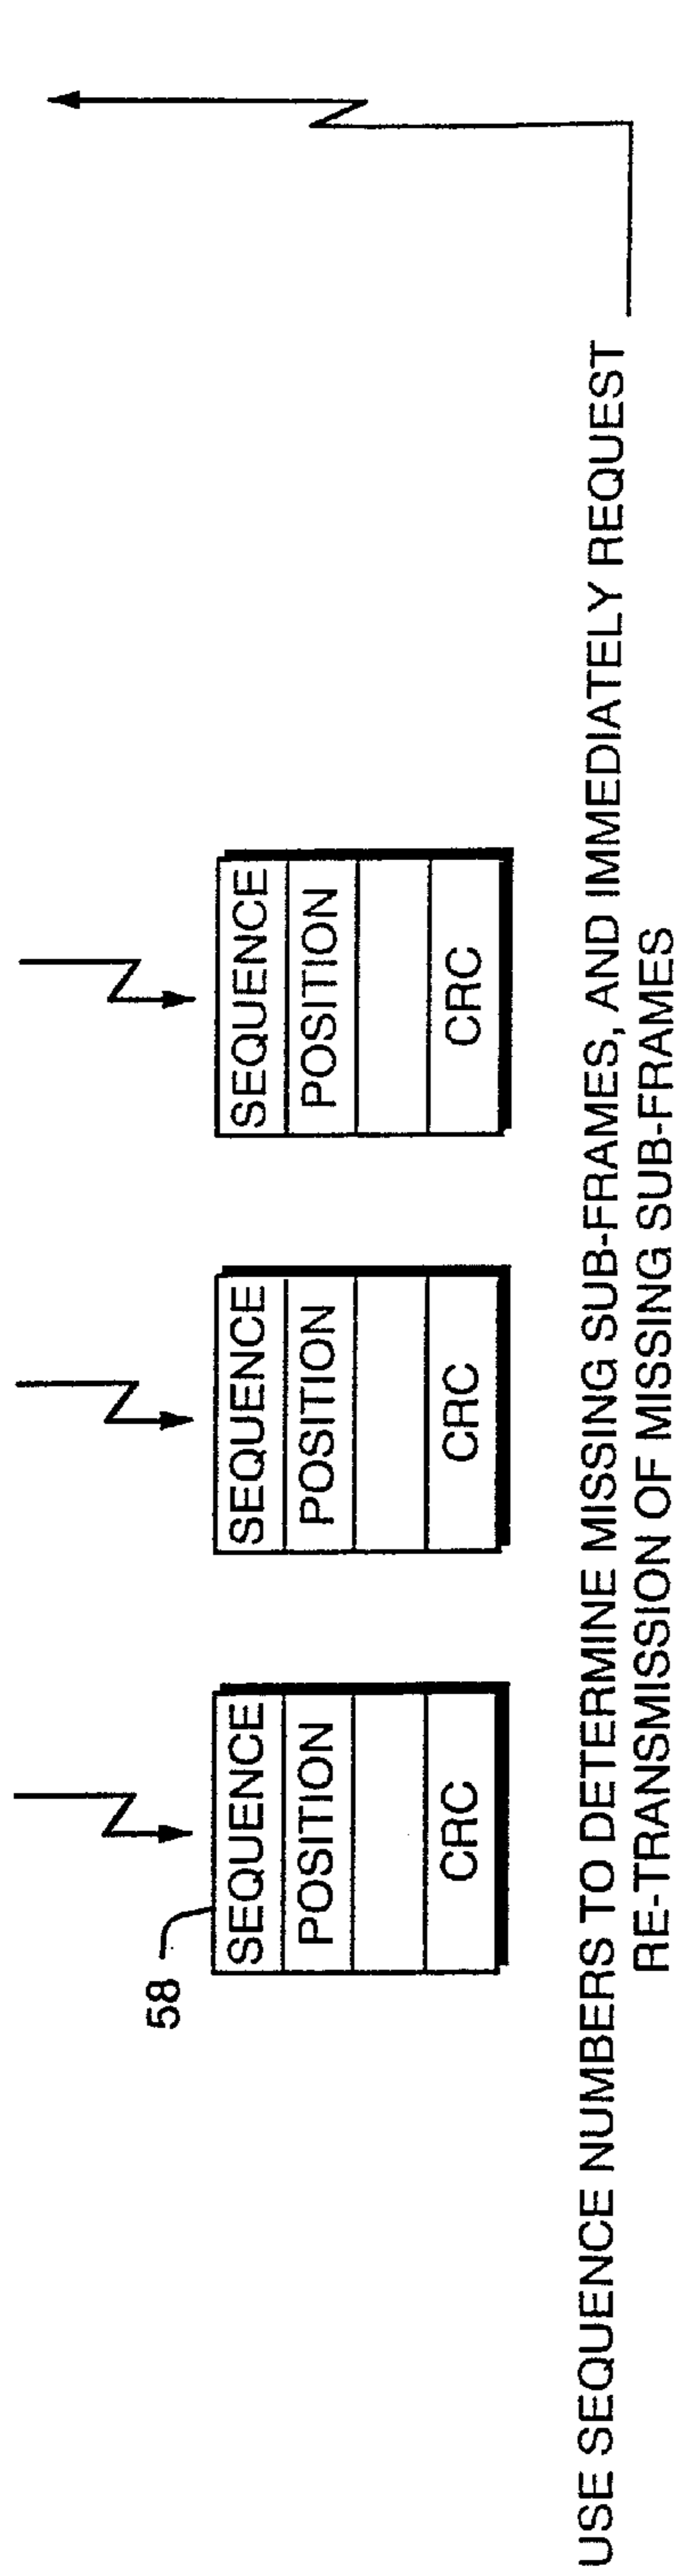 58
SEQUENCE
POSITION
CRC
SEQUENCE
POSITION
CRC
SEQUENCE
POSITION
CRC
USE SEQUENCE NUMBERS TO DETERMINE MISSING SUB-FRAMES, AND IMMEDIATELY REQUEST
RE-TRANSMISSION OF MISSING SUB-FRAMES